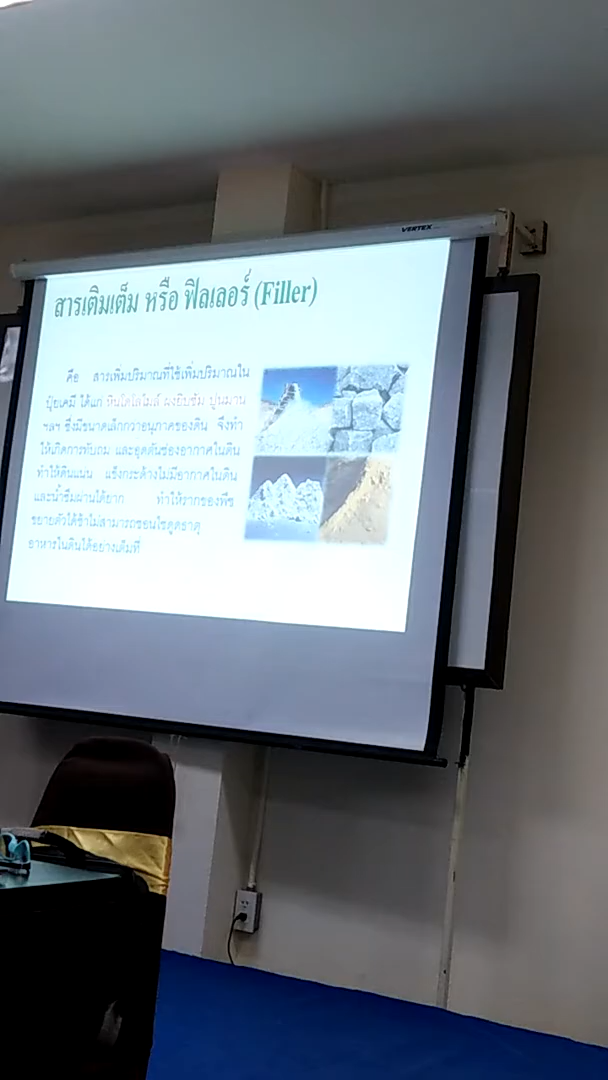 VERTEX
สารเติมเต็ม หรือ ฟิลเลอร์ (Filler)
คือ สารเพิ่มปริมาณที่ใช้เพิ่มปริมาณใน
ปุ๋ยเคมี ได้แก่ หินโดโลไมล์ ผงยิบซั่ม ปูนมาน
ฯลฯ ซึ่งมีขนาดเล็กกว่าอนุภาคของดิน จึงทำ
ให้เกิดการทับถม และอุดตันช่องอากาศในดิน
ทำให้ดินแน่น แข็งกระด้างไม่มีอากาศในดิน
และน้ำซึมผ่านได้ยาก ทำให้รากของพืช
ขยายตัวได้ช้าไม่สามารถชอนไชดูดธาตุ
อาหารในดินได้อย่างเต็มที่